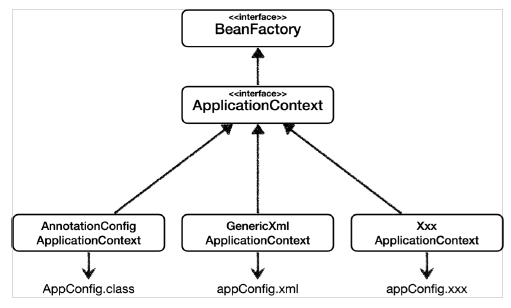 <<interface>>
BeanFactory
<<interface>>
ApplicationContext
AnnotationConfig
ApplicationContext
GenericXml
ApplicationContext
Xxx
ApplicationContext
AppConfig.class
appConfig.xml
appConfig.xxx